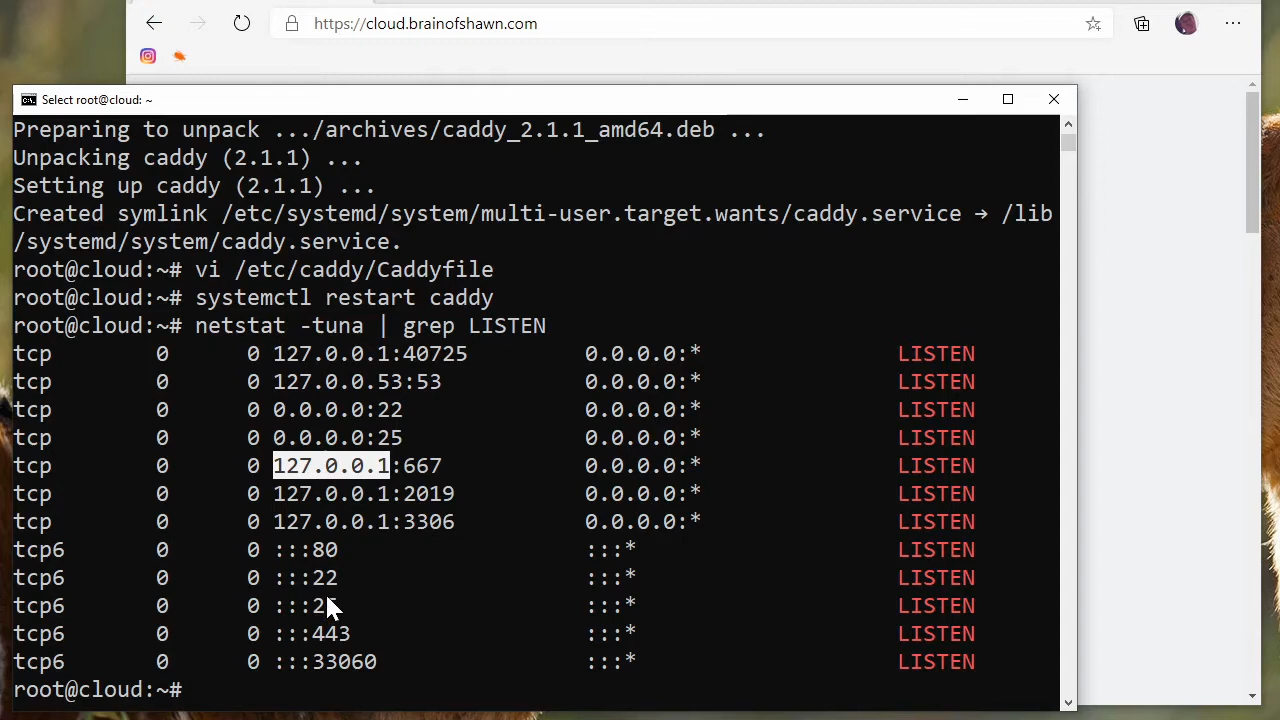 https://cloud.brainofshawn.com
Select root@cloud: ~
Preparing to unpack .../archives/caddy_2.1.1_amd64.deb ...
Unpacking caddy (2.1.1) ...
Setting up caddy (2.1.1) ...
Created symlink /etc/systemd/system/multi-user.target.wants/caddy.service → /lib
/systemd/system/caddy.service.
root@cloud:~# vi /etc/caddy/Caddyfile
root@cloud:~# systemctl restart caddy
root@cloud:~# netstat -tuna | grep LISTEN
tcp 0 0 127.0.0.1:40725 0.0.0.0:* LISTEN
tcp 0 0 127.0.0.53:53 0.0.0.0:* LISTEN
tcp 0 0 0.0.0.0:22 0.0.0.0:* LISTEN
tcp 0 0 0.0.0.0:25 0.0.0.0:* LISTEN
tcp 0 0 127.0.0.1:667 0.0.0.0:* LISTEN
tcp 0 0 127.0.0.1:2019 0.0.0.0:* LISTEN
tcp 0 0 127.0.0.1:3306 0.0.0.0:* LISTEN
tcp6 0 0 :::80 :::* LISTEN
tcp6 0 0 :::22 :::* LISTEN
tcp6 0 0 :::* LISTEN
tcp6 0 0 :::443 :::* LISTEN
tcp6 0 0 :::33060 :::* LISTEN
root@cloud:~#